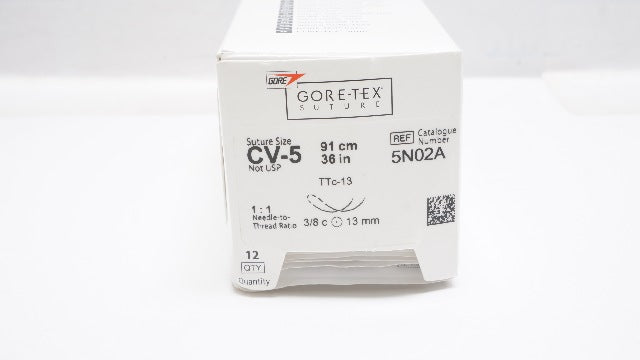 GORE
GORE-TEX®
SUTURE
Suture Size
CV-5
Not USP
91 cm
36 in
REF Catalogue Number
5N02A
TTc-13
1 : 1
Needle-to-
Thread Ratio
3/8 c 13 mm
12
QTY
Quantity